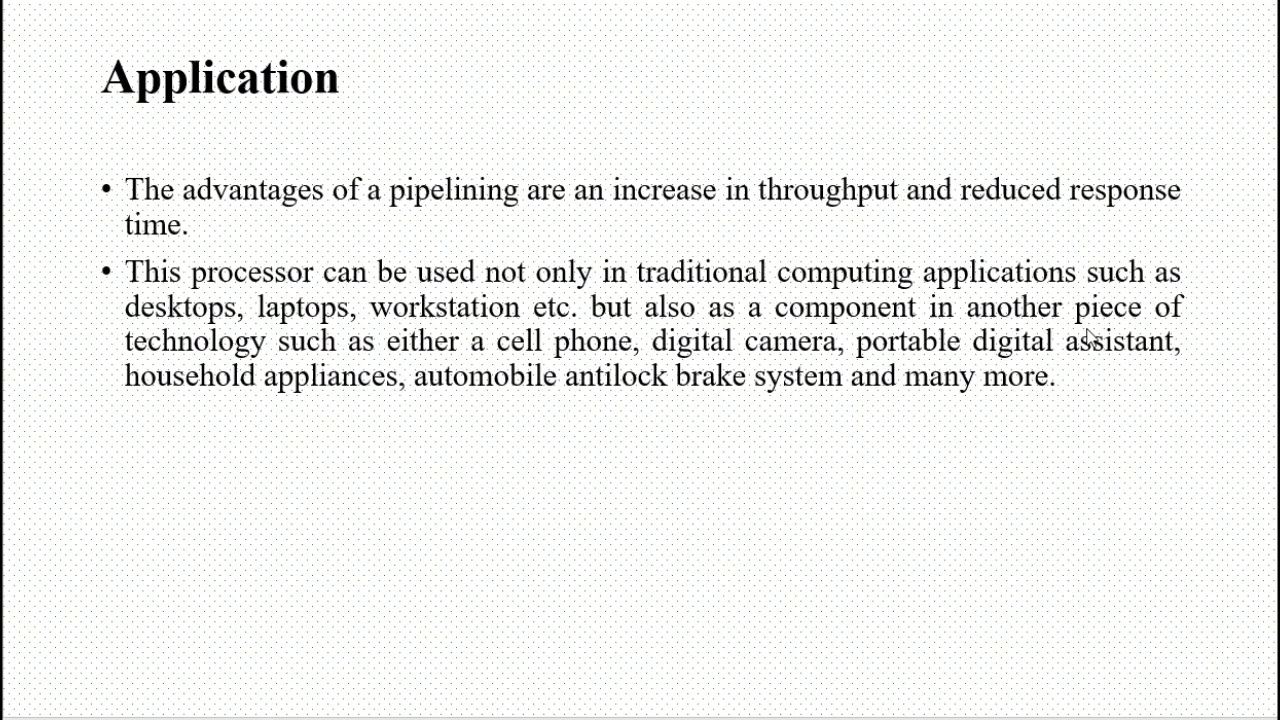 Application
• The advantages of a pipelining are an increase in throughput and reduced response
time.
• This processor can be used not only in traditional computing applications such as
desktops, laptops, workstation etc. but also as a component in another piece of
technology such as either a cell phone, digital camera, portable digital assistant,
household appliances, automobile antilock brake system and many more.